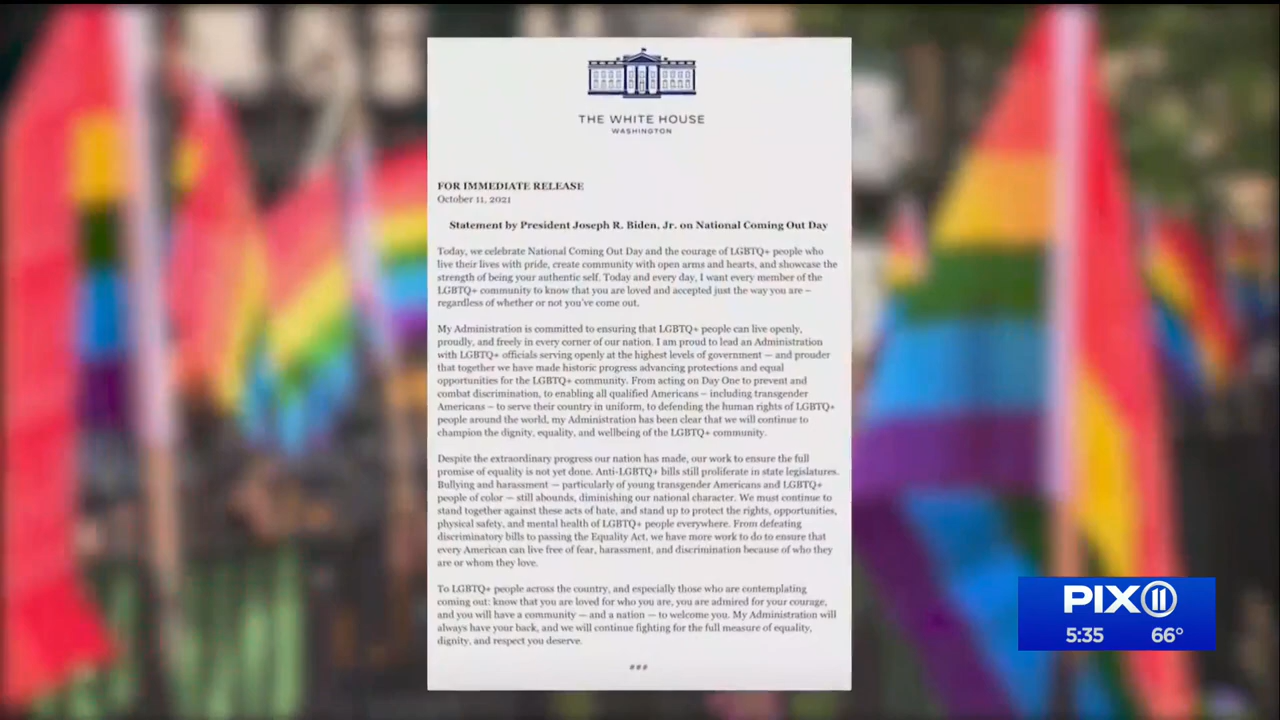 THE WHITE HOUSE
WASHINGTON
FOR IMMEDIATE RELEASE
October 11, 2021
Statement by President Joseph R. Biden, Jr. on National Coming Out Day
Today, we celebrate National Coming Out Day and the courage of LGBTQ+ people who
live their lives with pride, create community with open arms and hearts, and showcase the
strength of being your authentic self. Today and every day, I want every member of the
LGBTQ+ community to know that you are loved and accepted just the way you are –
regardless of whether or not you've come out.
My Administration is committed to ensuring that LGBTQ+ people can live openly,
proudly, and freely in every corner of our nation. I am proud to lead an Administration
with LGBTQ+ officials serving openly at the highest levels of government — and prouder
that together we have made historic progress advancing protections and equal
opportunities for the LGBTQ+ community. From acting on Day One to prevent and
combat discrimination, to enabling all qualified Americans – including transgender
Americans – to serve their country in uniform, to defending the human rights of LGBTQ+
people around the world, my Administration has been clear that we will continue to
champion the dignity, equality, and wellbeing of the LGBTQ+ community.
Despite the extraordinary progress our nation has made, our work to ensure the full
promise of equality is not yet done. Anti-LGBTQ+ bills still proliferate in state legislatures.
Bullying and harassment — particularly of young transgender Americans and LGBTQ+
people of color — still abounds, diminishing our national character. We must continue to
stand together against these acts of hate, and stand up to protect the rights, opportunities,
physical safety, and mental health of LGBTQ+ people everywhere. From defeating
discriminatory bills to passing the Equality Act, we have more work to do to ensure that
every American can live free of fear, harassment, and discrimination because of who they
are or whom they love.
To LGBTQ+ people across the country, and especially those who are contemplating
coming out: know that you are loved for who you are, you are admired for your courage,
and you will have a community — and a nation — to welcome you. My Administration will
always have your back, and we will continue fighting for the full measure of equality,
dignity, and respect you deserve.
###
PIX 11
5:35 66°